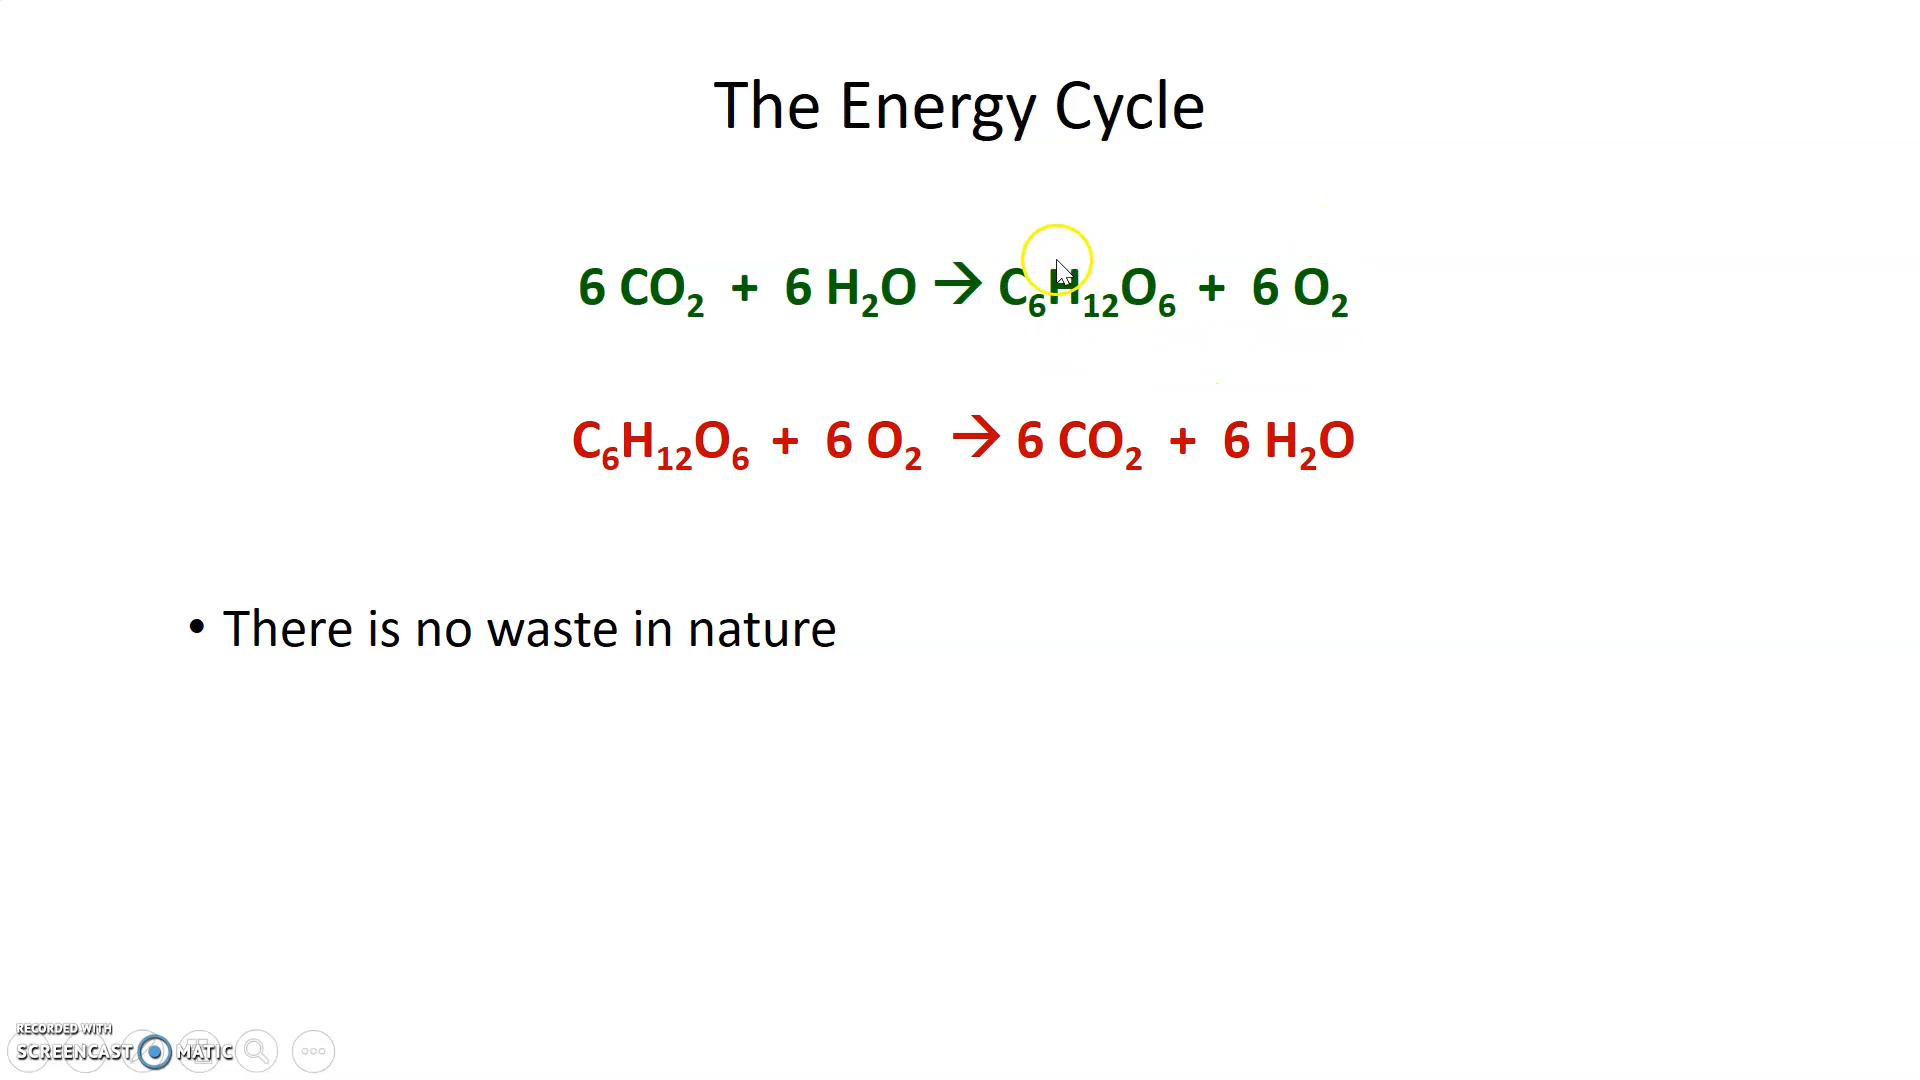 The Energy Cycle
6 CO₂ + 6 H₂O → C₆H₁₂O₆ + 6 O₂
C₆H₁₂O₆ + 6 O₂ → 6 CO₂ + 6 H₂O
• There is no waste in nature
RECORDED WITH
SCREENCAST MATIC